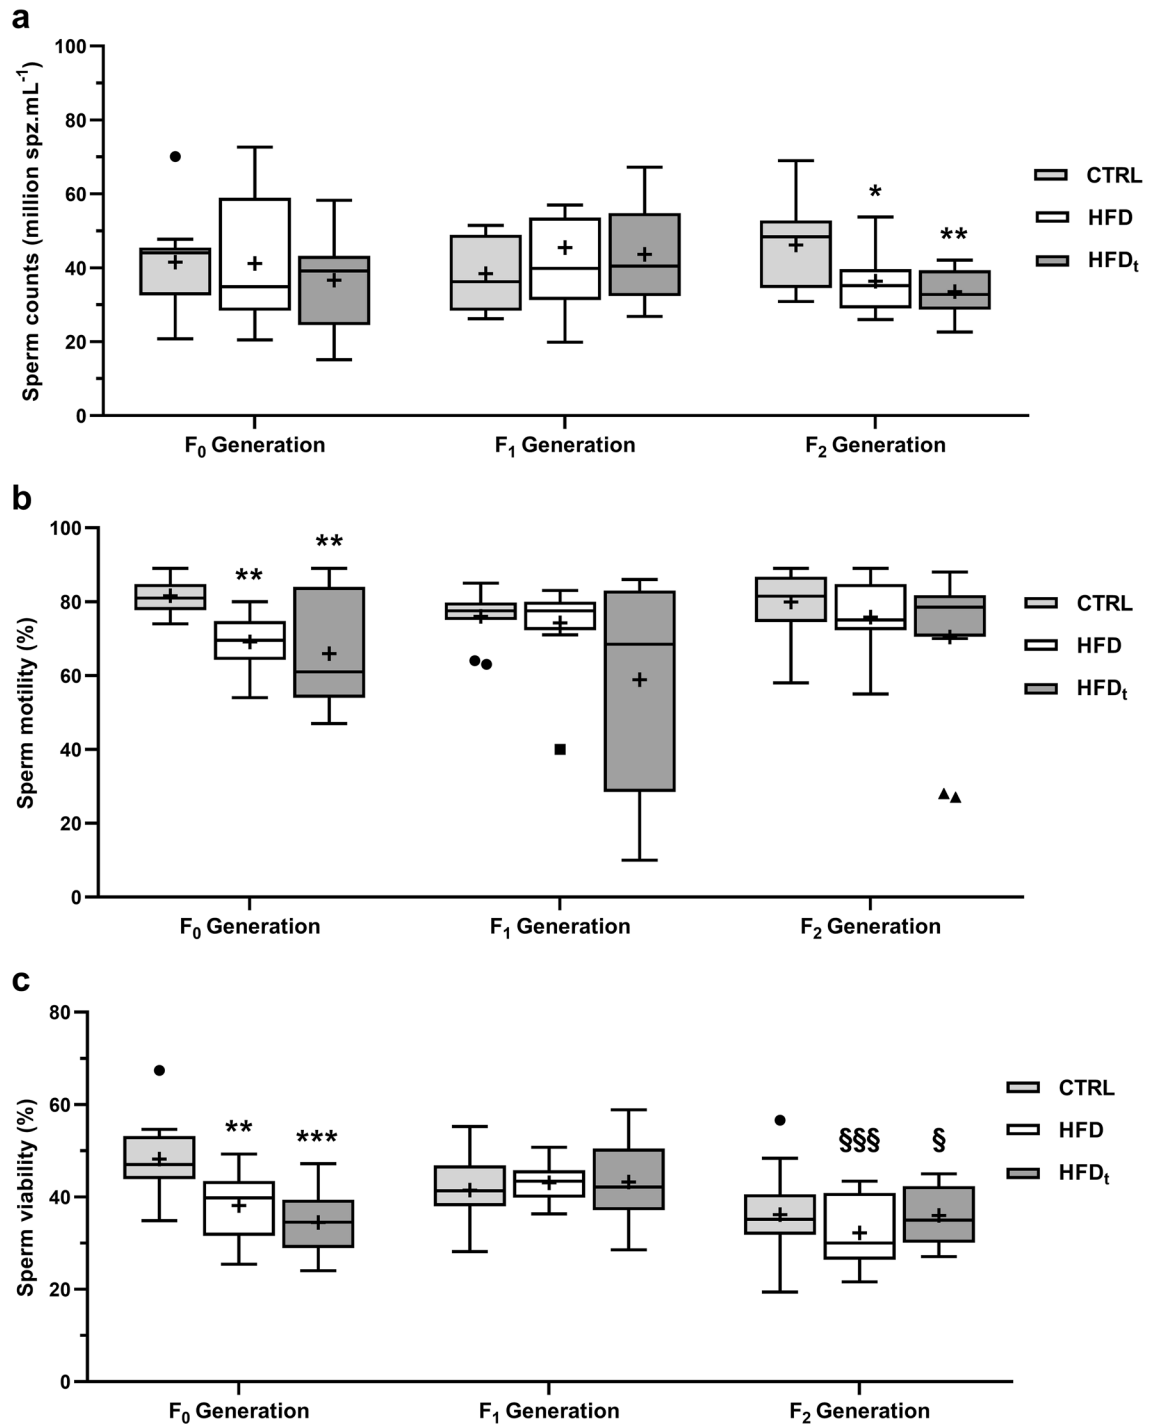 a
Sperm counts (million spz.mL⁻¹)
100
80
60
40
20
0
*
**
F₀ Generation
F₁ Generation
F₂ Generation
CTRL
HFD
HFDₜ
b
Sperm motility (%)
100
80
60
40
20
0
**
**
F₀ Generation
F₁ Generation
F₂ Generation
CTRL
HFD
HFDₜ
c
Sperm viability (%)
80
60
40
20
0
**
***
§§§
§
F₀ Generation
F₁ Generation
F₂ Generation
CTRL
HFD
HFDₜ